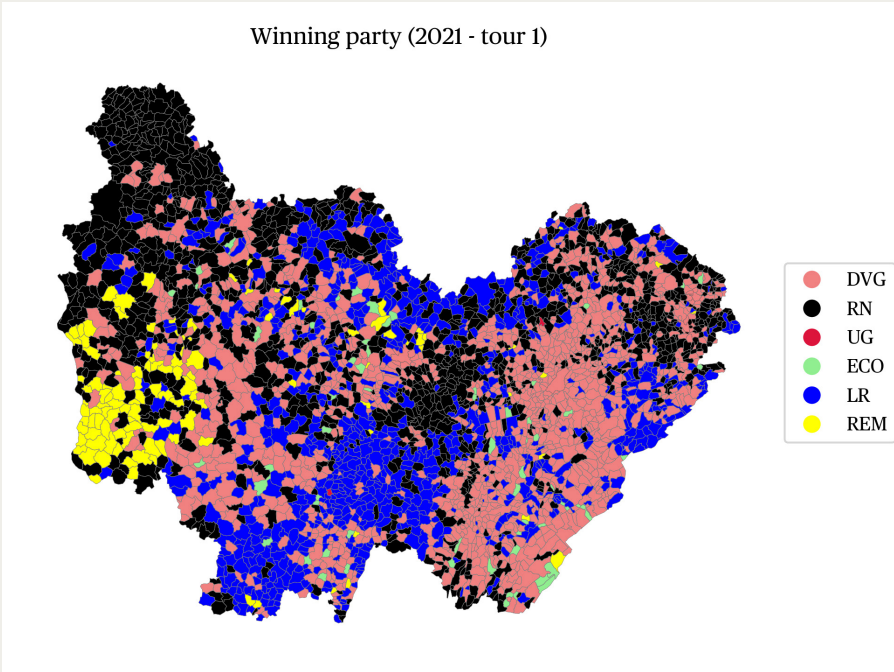 Winning party (2021 - tour 1)
DVG
RN
UG
ECO
LR
REM